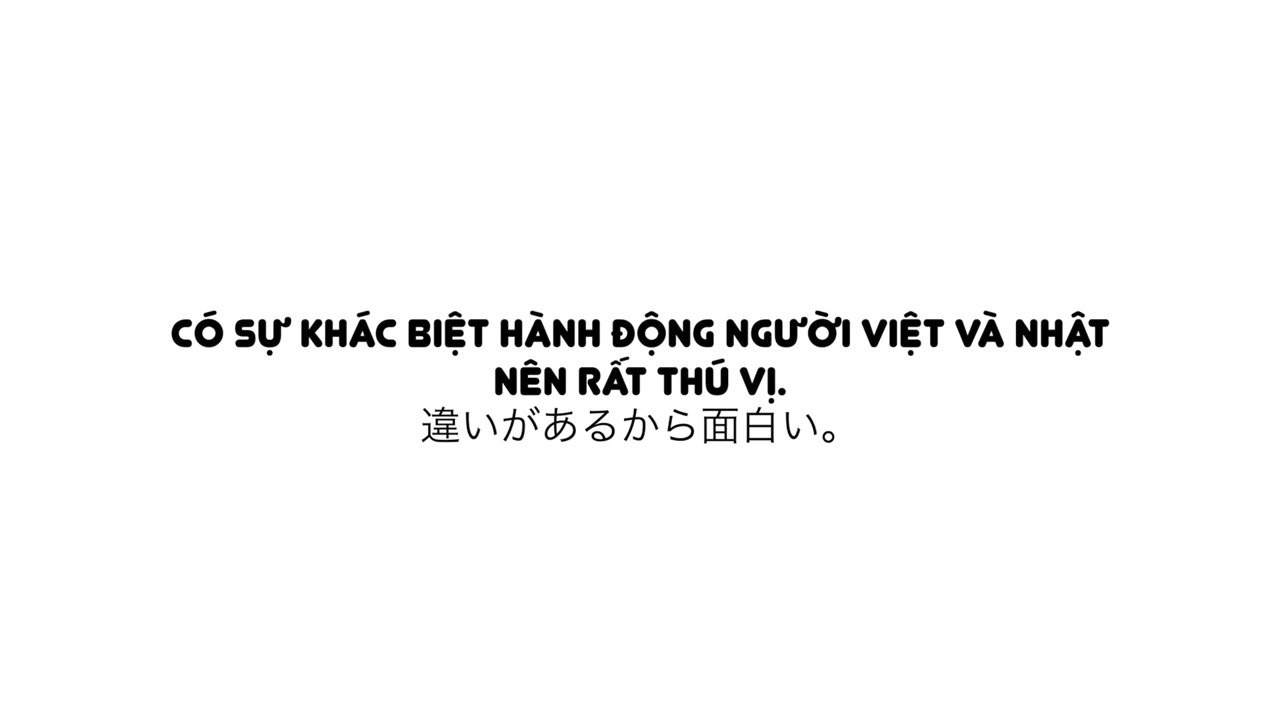 CÓ SỰ KHÁC BIỆT HÀNH ĐỘNG NGƯỜI VIỆT VÀ NHẬT
NÊN RẤT THÚ VỊ.
違いがあるから面白い。